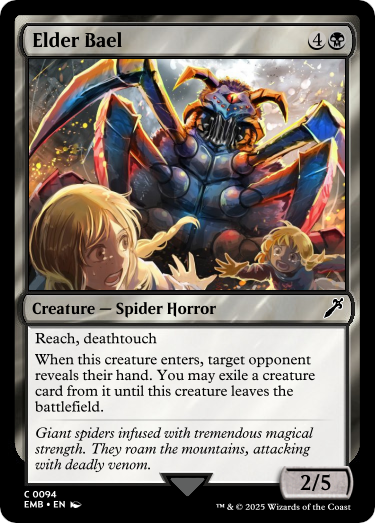 Elder Bael 4
Creature — Spider Horror
Reach, deathtouch
When this creature enters, target opponent
reveals their hand. You may exile a creature
card from it until this creature leaves the
battlefield.
Giant spiders infused with tremendous magical
strength. They roam the mountains, attacking
with deadly venom.
2/5
C 0094
EMB • EN
™ & © 2025 Wizards of the Coast